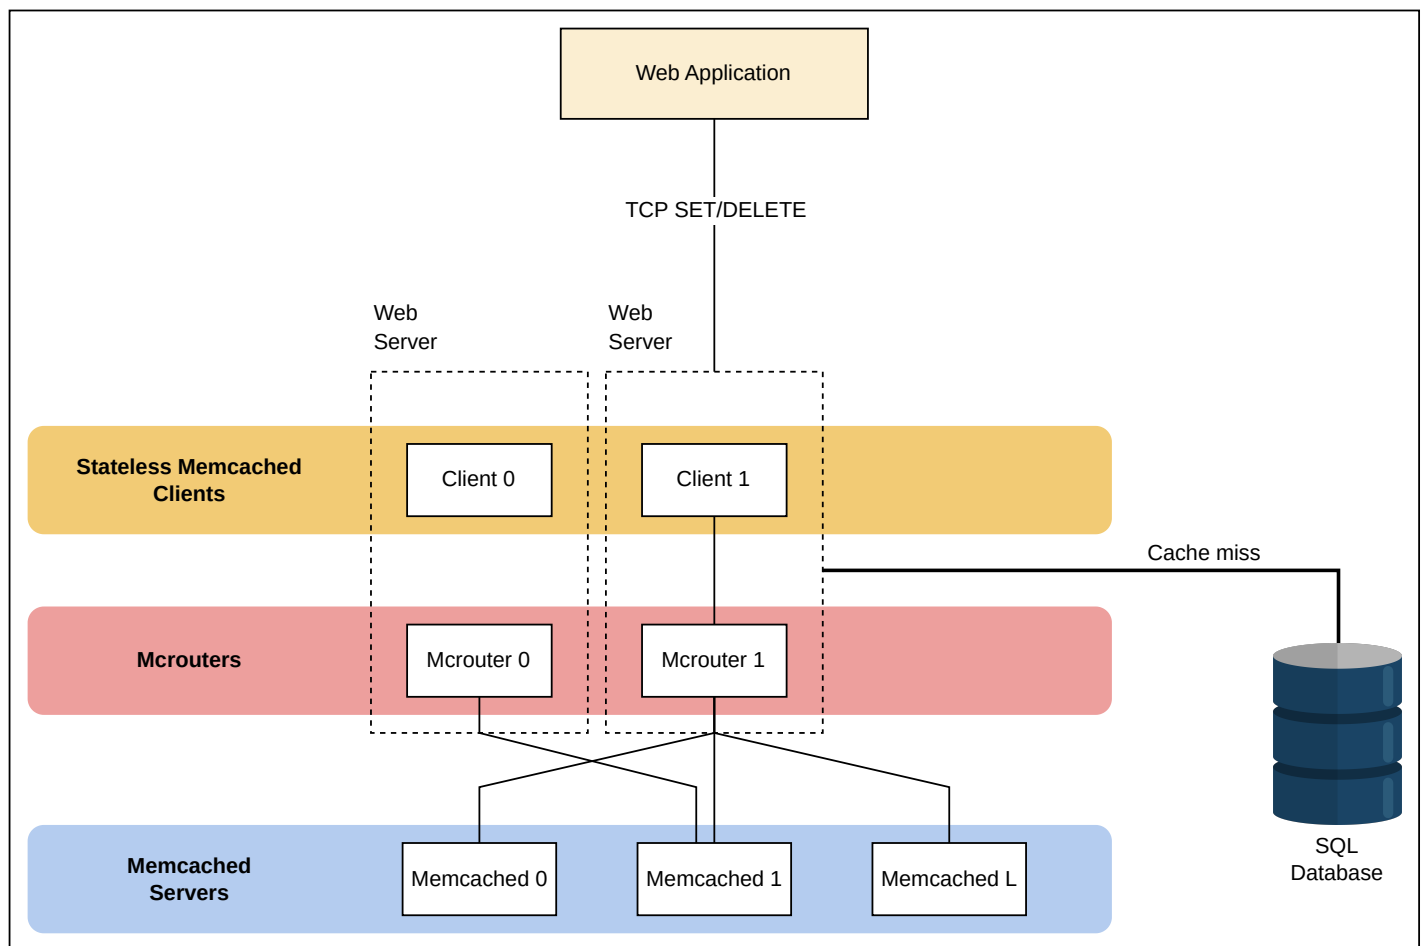 Web Application
TCP SET/DELETE
Web
Server
Web
Server
Stateless Memcached
Clients
Client 0
Client 1
Cache miss
Mcrouters
Mcrouter 0
Mcrouter 1
Memcached
Servers
Memcached 0
Memcached 1
Memcached L
SQL
Database